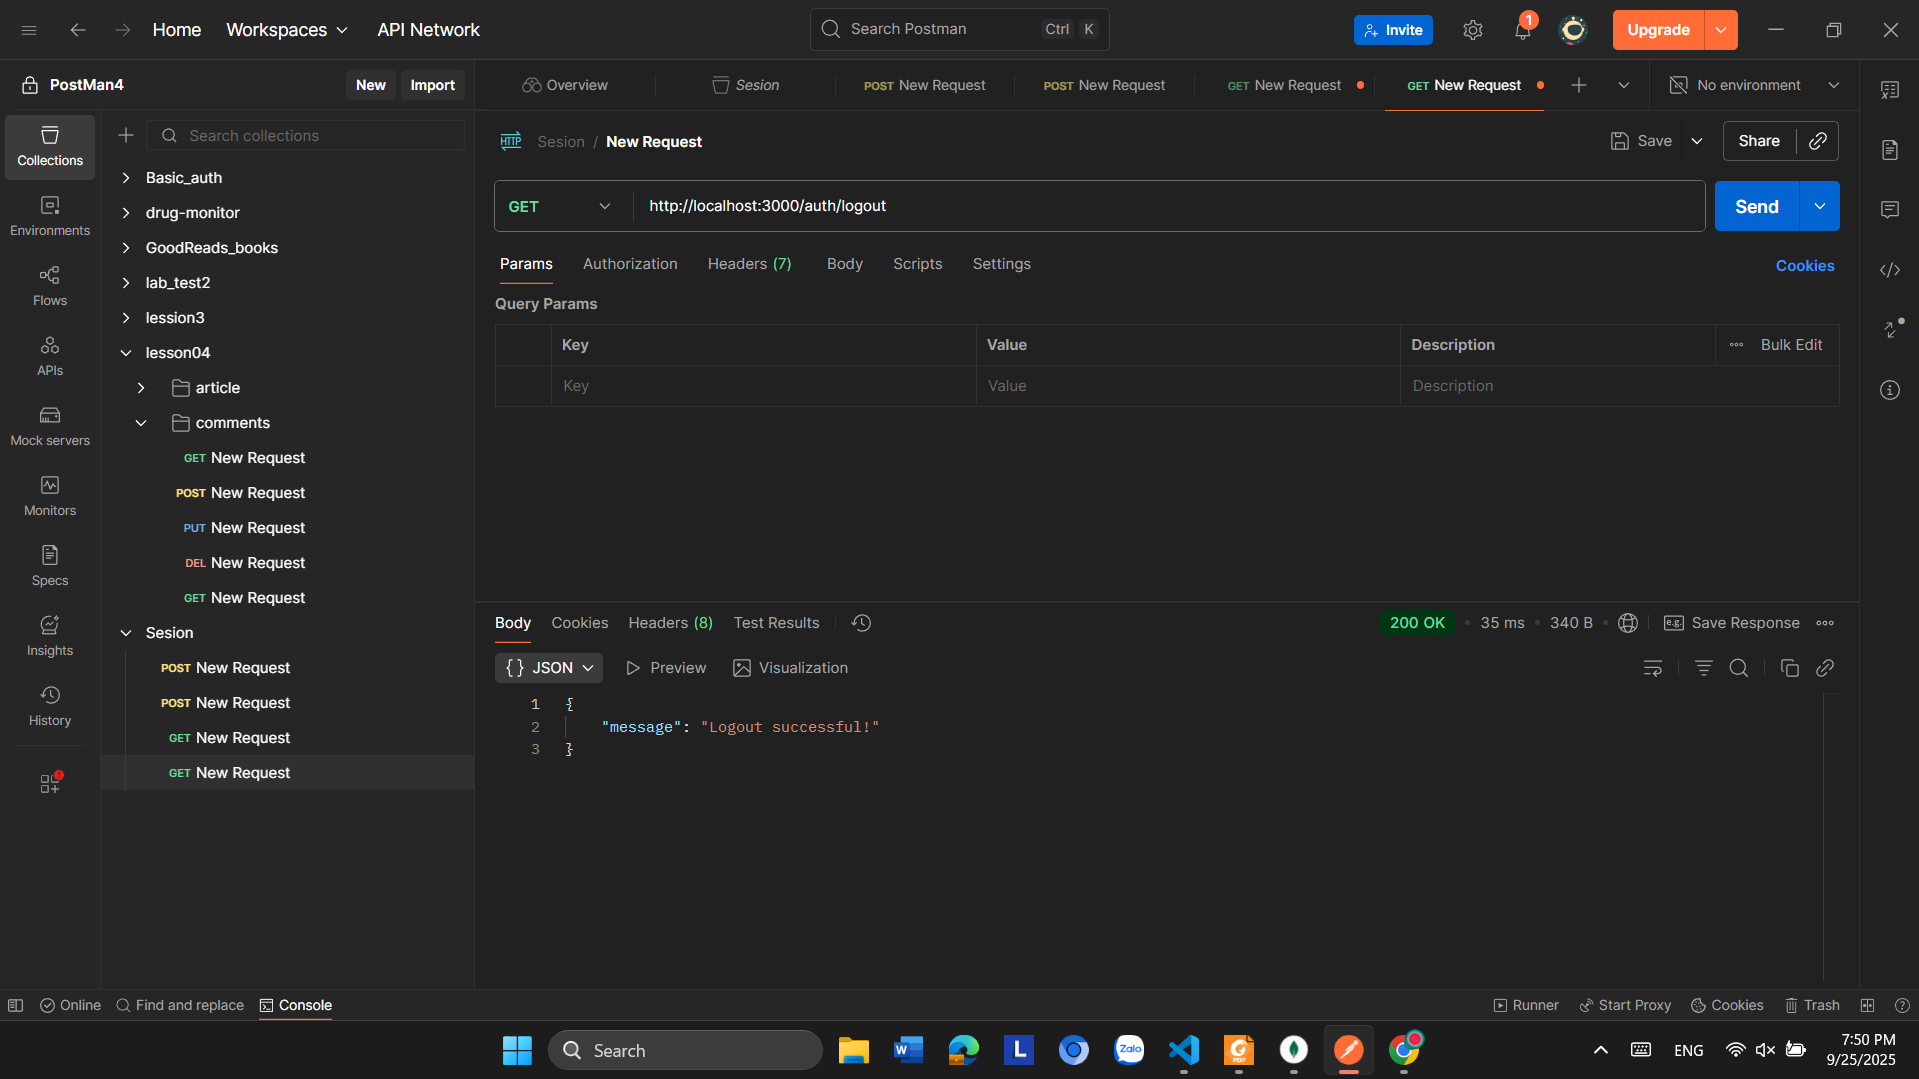 Home
Workspaces
API Network
Search Postman
Ctrl K
Invite
1
Upgrade
PostMan4
New
Import
Overview
Sesion
POST New Request
POST New Request
GET New Request
GET New Request
No environment
Collections
Environments
Flows
APIs
Mock servers
Monitors
Specs
Insights
History
Search collections
Basic_auth
drug-monitor
GoodReads_books
lab_test2
lession3
lesson04
article
comments
GET New Request
POST New Request
PUT New Request
DEL New Request
GET New Request
Sesion
POST New Request
POST New Request
GET New Request
GET New Request
HTTP Sesion / New Request
Save
Share
GET
http://localhost:3000/auth/logout
Send
Params
Authorization
Headers (7)
Body
Scripts
Settings
Cookies
Query Params
Key
Value
Description
Bulk Edit
Key
Value
Description
Body
Cookies
Headers (8)
Test Results
200 OK
35 ms
340 B
e.g.
Save Response
{} JSON
Preview
Visualization
1 {
2 "message": "Logout successful!"
3 }
Online
Find and replace
Console
Runner
Start Proxy
Cookies
Trash
Search
W
L
Zalo
PDF
ENG
7:50 PM
9/25/2025